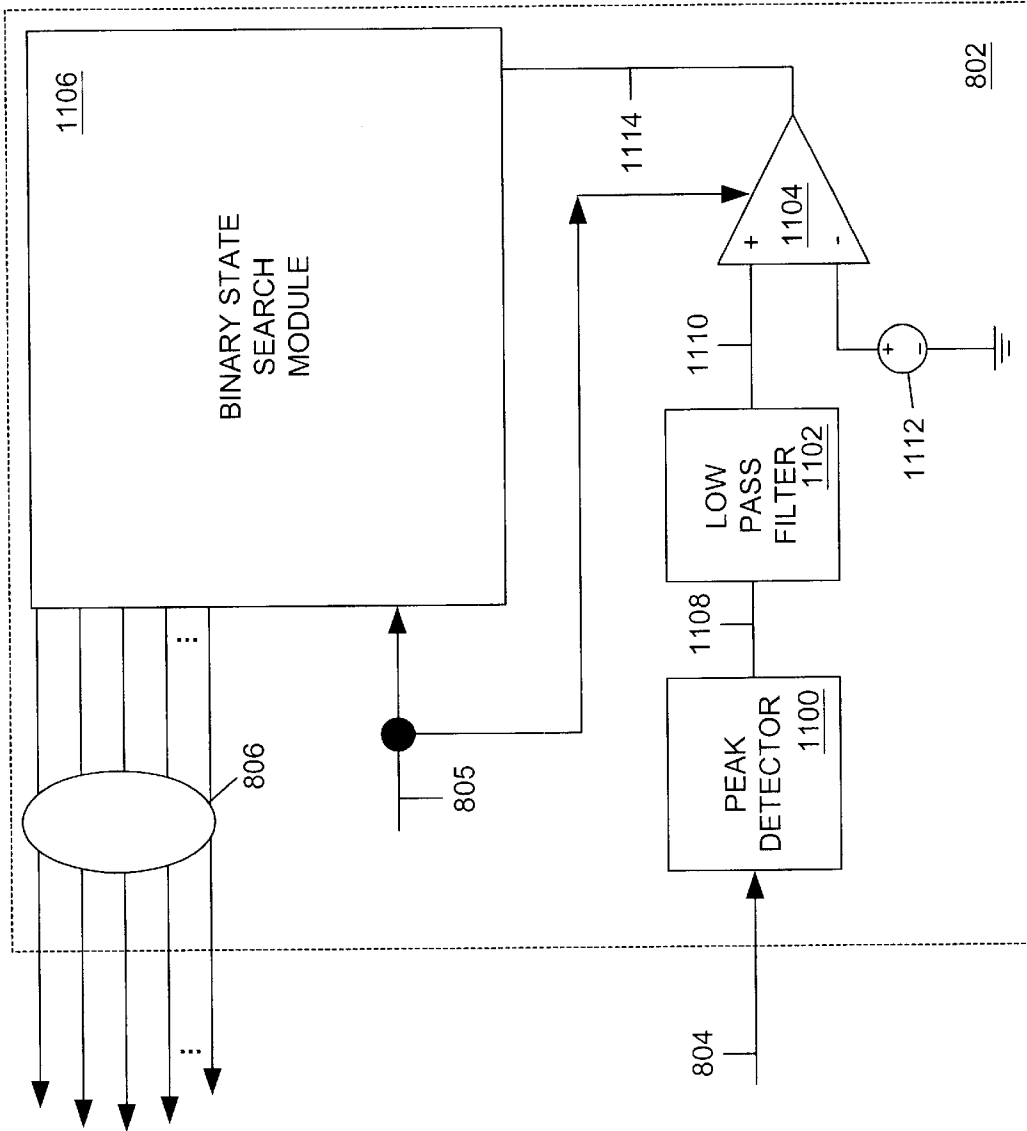 1106
BINARY STATE
SEARCH
MODULE
...
806
...
805
1114
802
1104
+
-
1110
+
-
1112
LOW
PASS
FILTER
1102
1108
PEAK
DETECTOR
1100
804